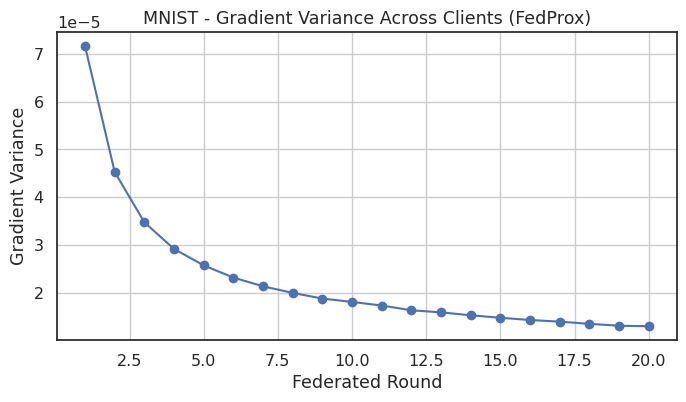 MNIST - Gradient Variance Across Clients (FedProx)
1e−5
7
6
5
4
3
2
Gradient Variance
2.5 5.0 7.5 10.0 12.5 15.0 17.5 20.0
Federated Round